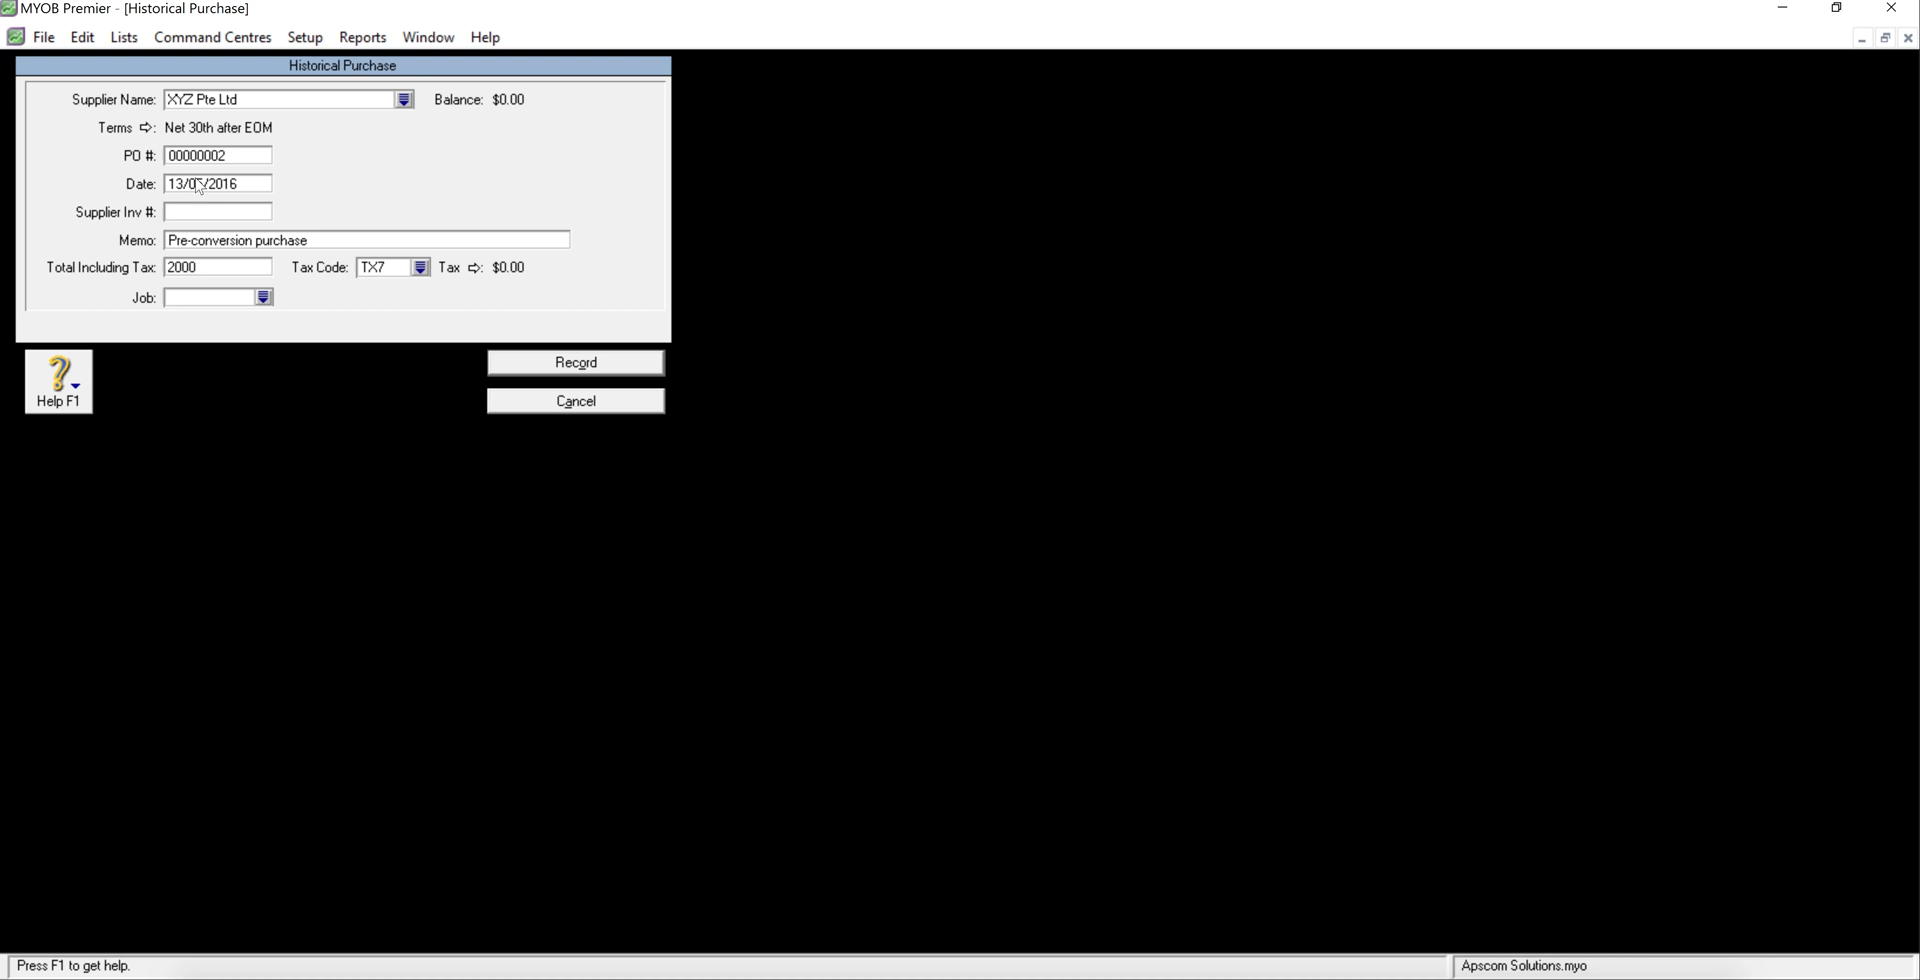 MYOB Premier - [Historical Purchase]
File Edit Lists Command Centres Setup Reports Window Help
Historical Purchase
Supplier Name: XYZ Pte Ltd Balance: $0.00
Terms ⇨: Net 30th after EOM
PO #: 00000002
Date: /2016
Supplier Inv #:
Memo: Pre-conversion purchase
Total Including Tax: 2000 Tax Code: TX7 Tax ⇨: $0.00
Job:
Record
Help F1
Cancel
Press F1 to get help. Apscom Solutions.myo